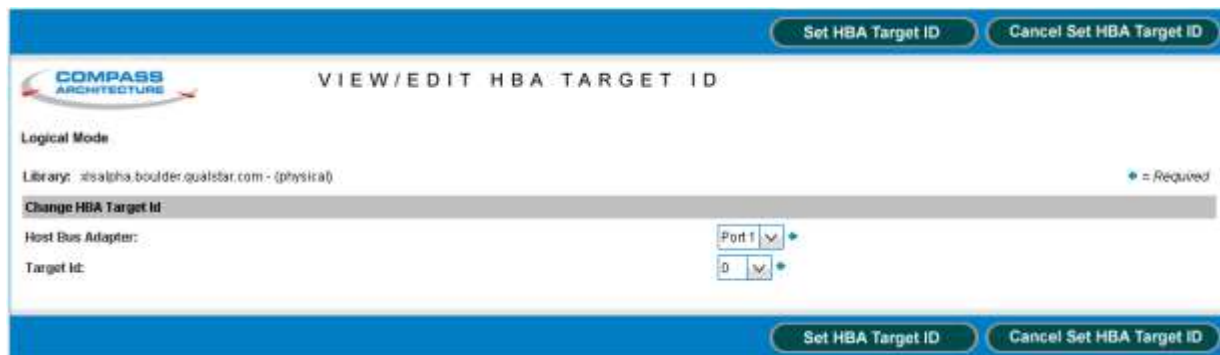 Set HBA Target ID Cancel Set HBA Target ID
COMPASS
ARCHITECTURE
VIEW/EDIT HBA TARGET ID
Logical Mode
Library: xlsalpha.boulder.qualstar.com - (physical)
= Required
Change HBA Target Id
Host Bus Adapter: Port 1
Target Id: 0
Set HBA Target ID Cancel Set HBA Target ID